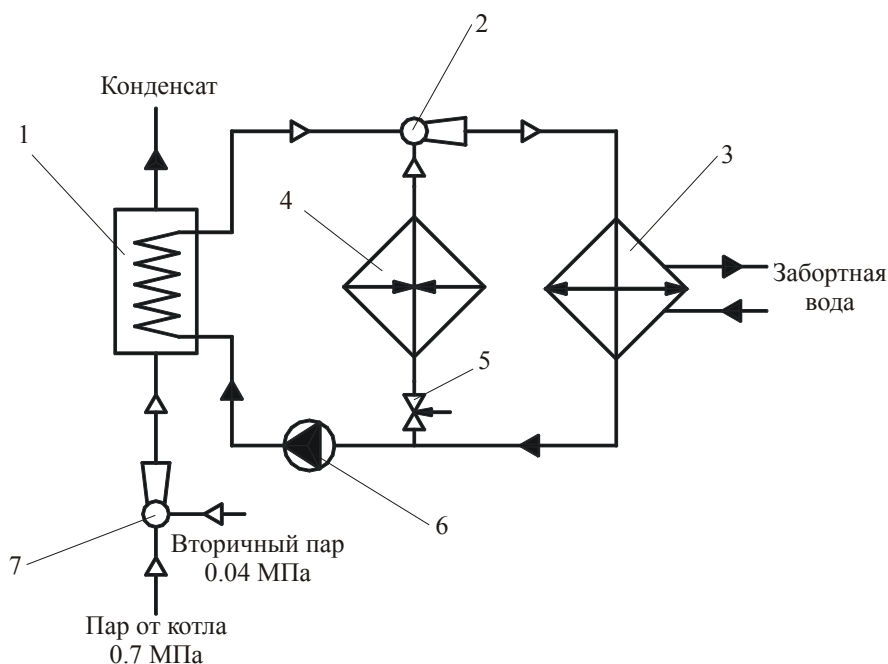 2
Конденсат
1
3
4
Забортная
вода
5
6
Вторичный пар
7
0.04 МПа
Пар от котла
0.7 МПа